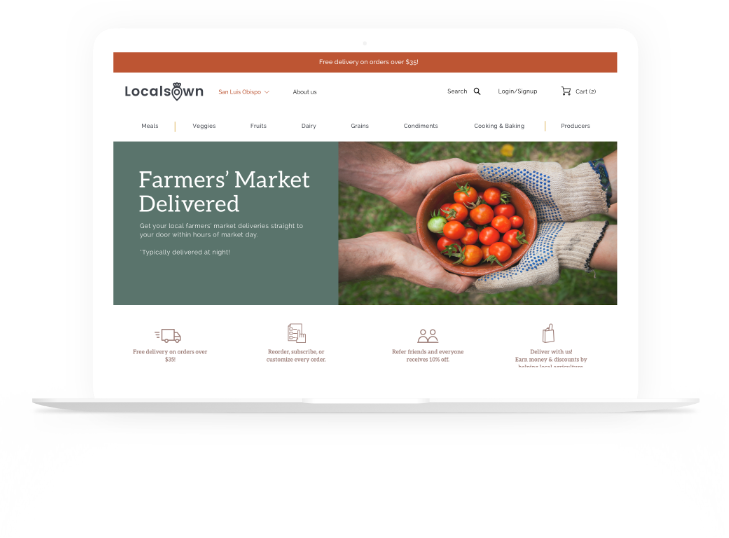 Free delivery on orders over $35!
LocalsOwn
San Luis Obispo
About us
Search
Login/Signup
Cart (2)
Meals
Veggies
Fruits
Dairy
Grains
Condiments
Cooking & Baking
Producers
Farmers’ Market
Delivered
Get your local farmers’ market deliveries straight to
your door within hours of market day.
*Typically delivered at night!
Free delivery on orders over
$35!
Reorder, subscribe, or
customize every order.
Refer friends and everyone
receives 10% off.
Deliver with us!
Earn money & discounts by
helping local agriculture